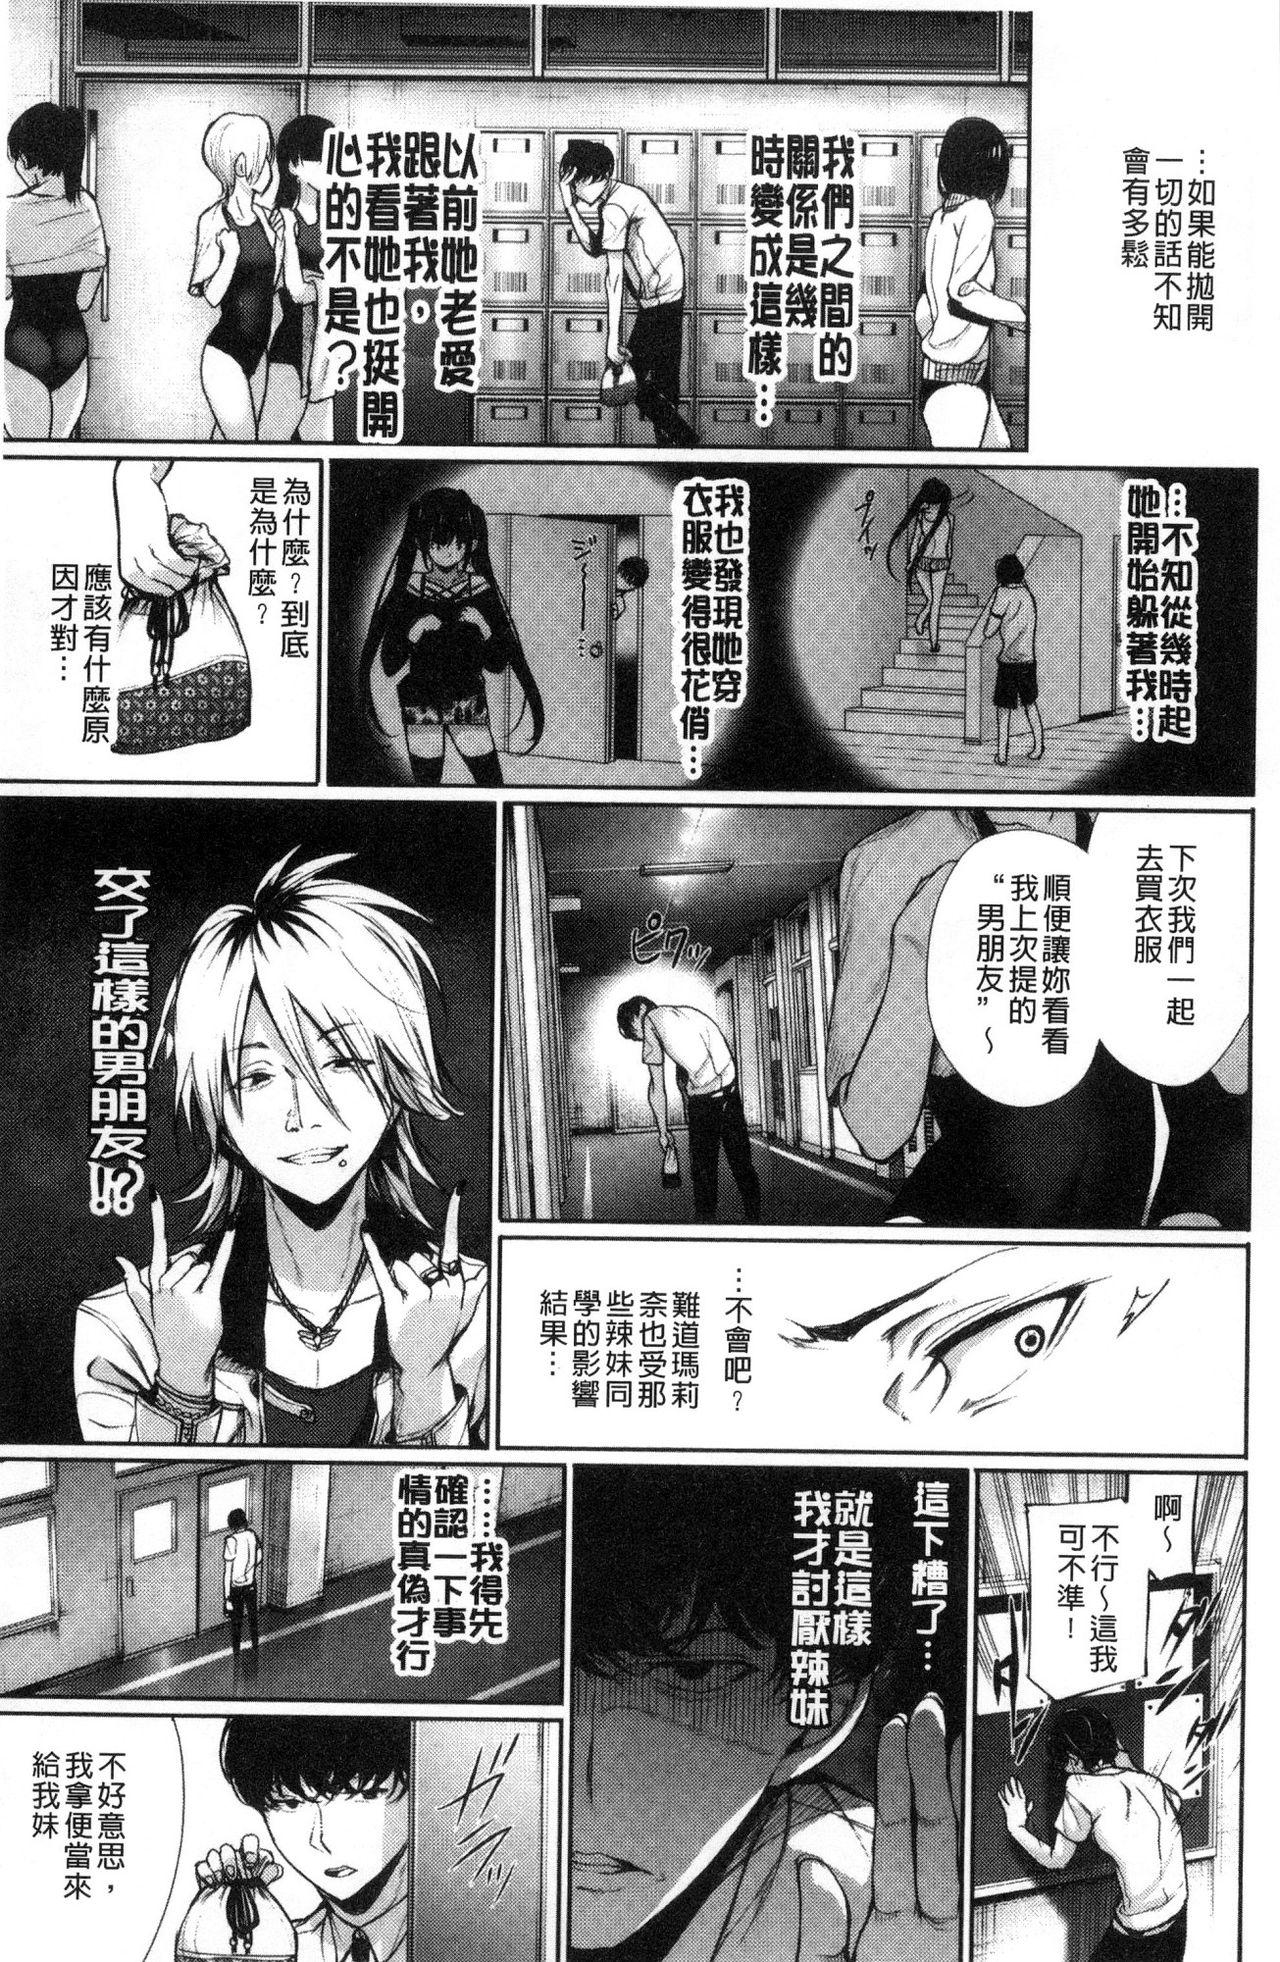 …如果能拋開
一切的話不知
會有多鬆
我們之間的
關係是幾
時變成這樣…
以前她老愛
跟著我，
我看她也挺開
心的不是？
…不知從幾時起
她開始躲著我…
プイッ
我也發現她穿
衣服變得很花俏…
じ～…
為什麼？到底
是為什麼？
應該有什麼原
因才對…
下次我們一起
去買衣服
順便讓妳看看
我上次提的
“男朋友”～
ピクッ
交了這樣的男朋友!?
…不會吧？
難道瑪莉
奈也受那
些辣妹同
學的影響
結果…
啊～
不行～這我
可不準！
這下糟了…
就是這樣
我才討厭辣妹
……我得先
確認一下事
情的真偽才行
不好意思，
我拿便當來
給我妹